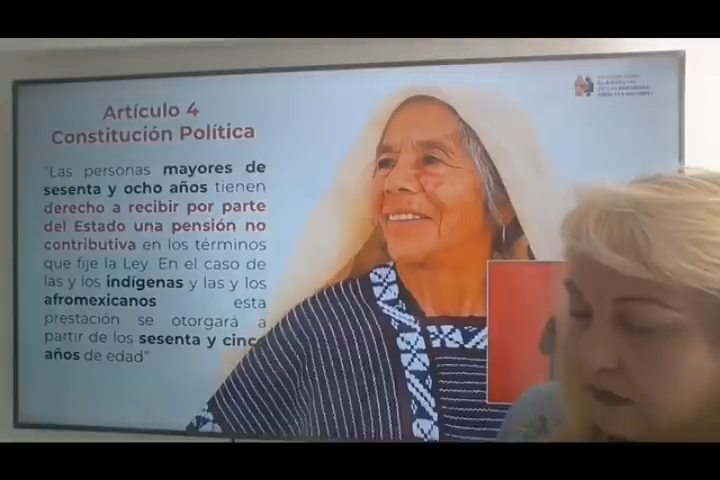 Artículo 4
Constitución Política
"Las personas mayores de
sesenta y ocho años tienen
derecho a recibir por parte
del Estado una pensión no
contributiva en los términos
que fije la Ley. En el caso de
las y los indígenas y las y los
afromexicanos esta
prestación se otorgará a
partir de los sesenta y cinco
años de edad"